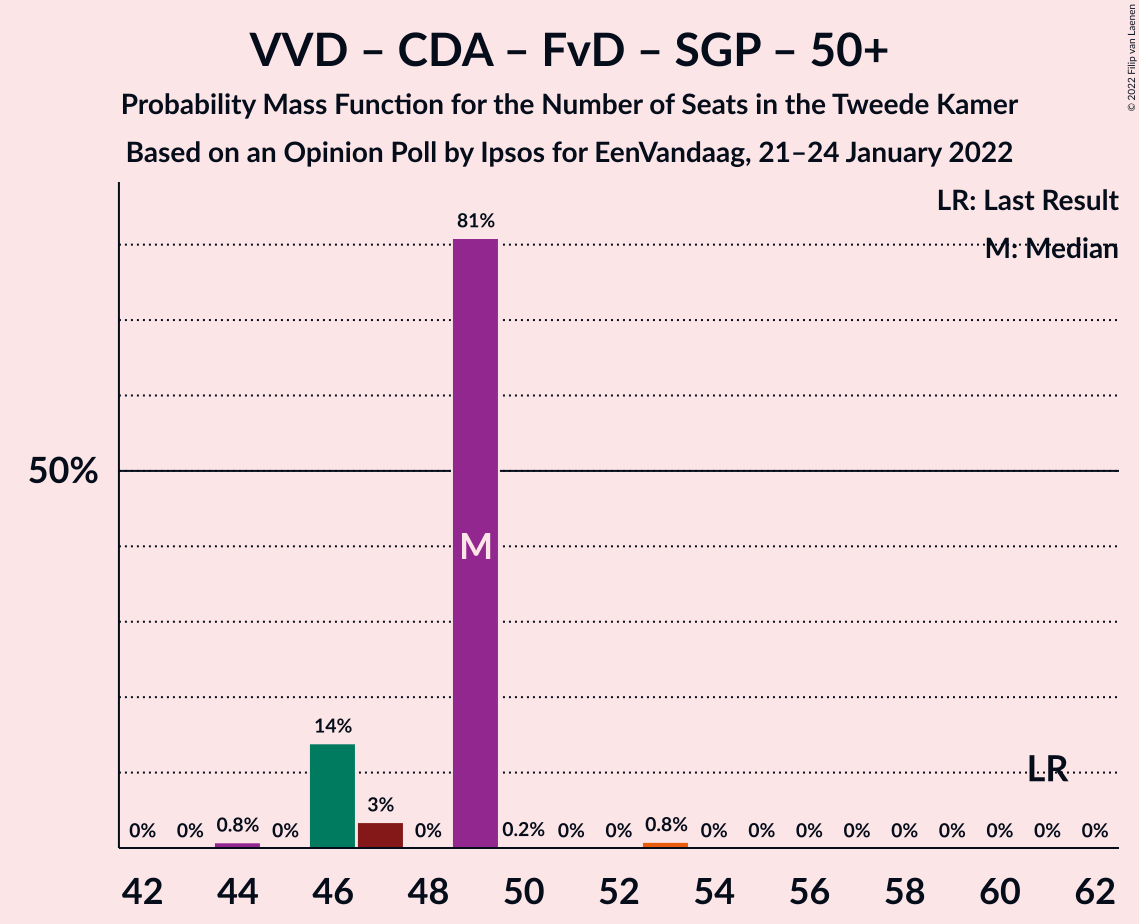 VVD – CDA – FvD – SGP – 50+
Probability Mass Function for the Number of Seats in the Tweede Kamer
Based on an Opinion Poll by Ipsos for EenVandaag, 21–24 January 2022
© 2022 Filip van Laenen
LR: Last Result
M: Median
81%
50%
M
14%
LR
3%
0% 0% 0.8% 0% 0% 0.2% 0% 0% 0.8% 0% 0% 0% 0% 0% 0% 0% 0% 0%
42 44 46 48 50 52 54 56 58 60 62